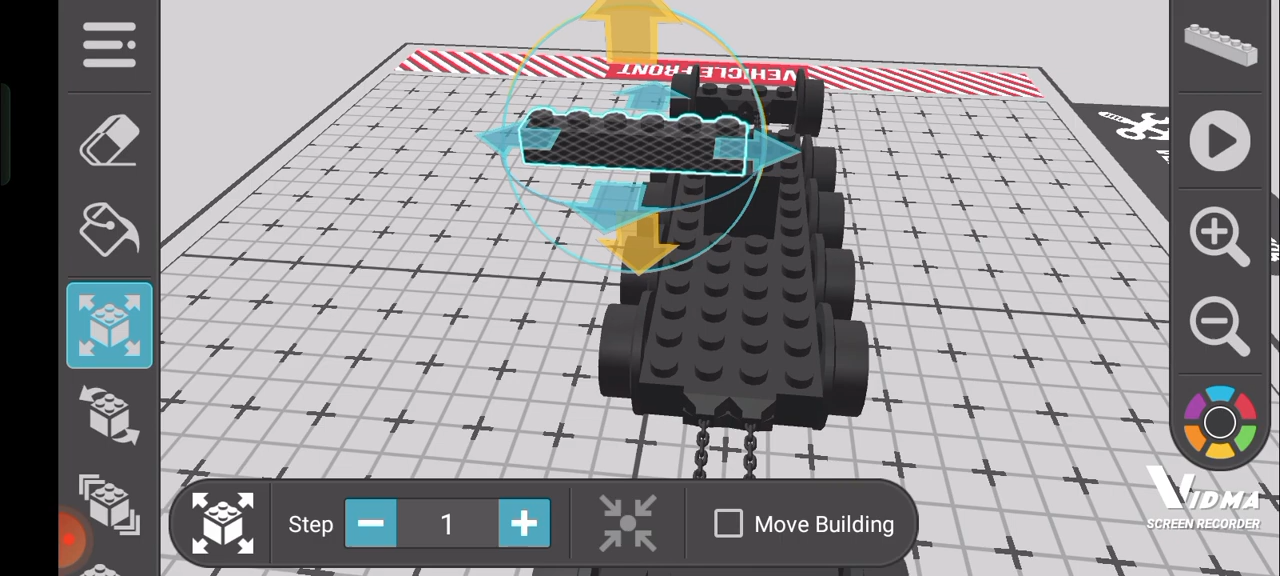 VEHICLE FRONT
Step
1
Move Building
VIDMA
SCREEN RECORDER